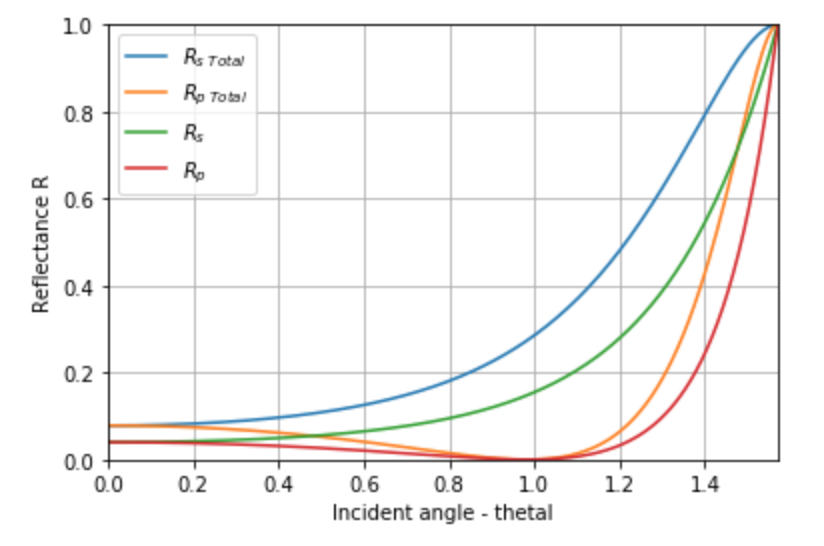 1.0
0.8
0.6
0.4
0.2
0.0
R_s Total
R_p Total
R_s
R_p
Reflectance R
0.0 0.2 0.4 0.6 0.8 1.0 1.2 1.4
Incident angle - thetal